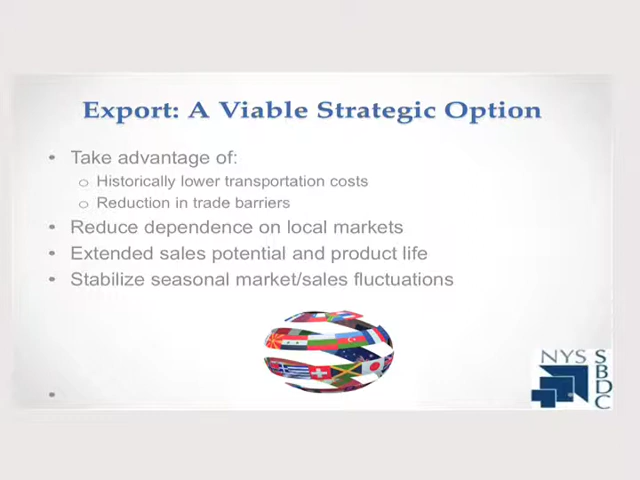 Export: A Viable Strategic Option
• Take advantage of:
o Historically lower transportation costs
o Reduction in trade barriers
• Reduce dependence on local markets
• Extended sales potential and product life
• Stabilize seasonal market/sales fluctuations
NYS SBDC